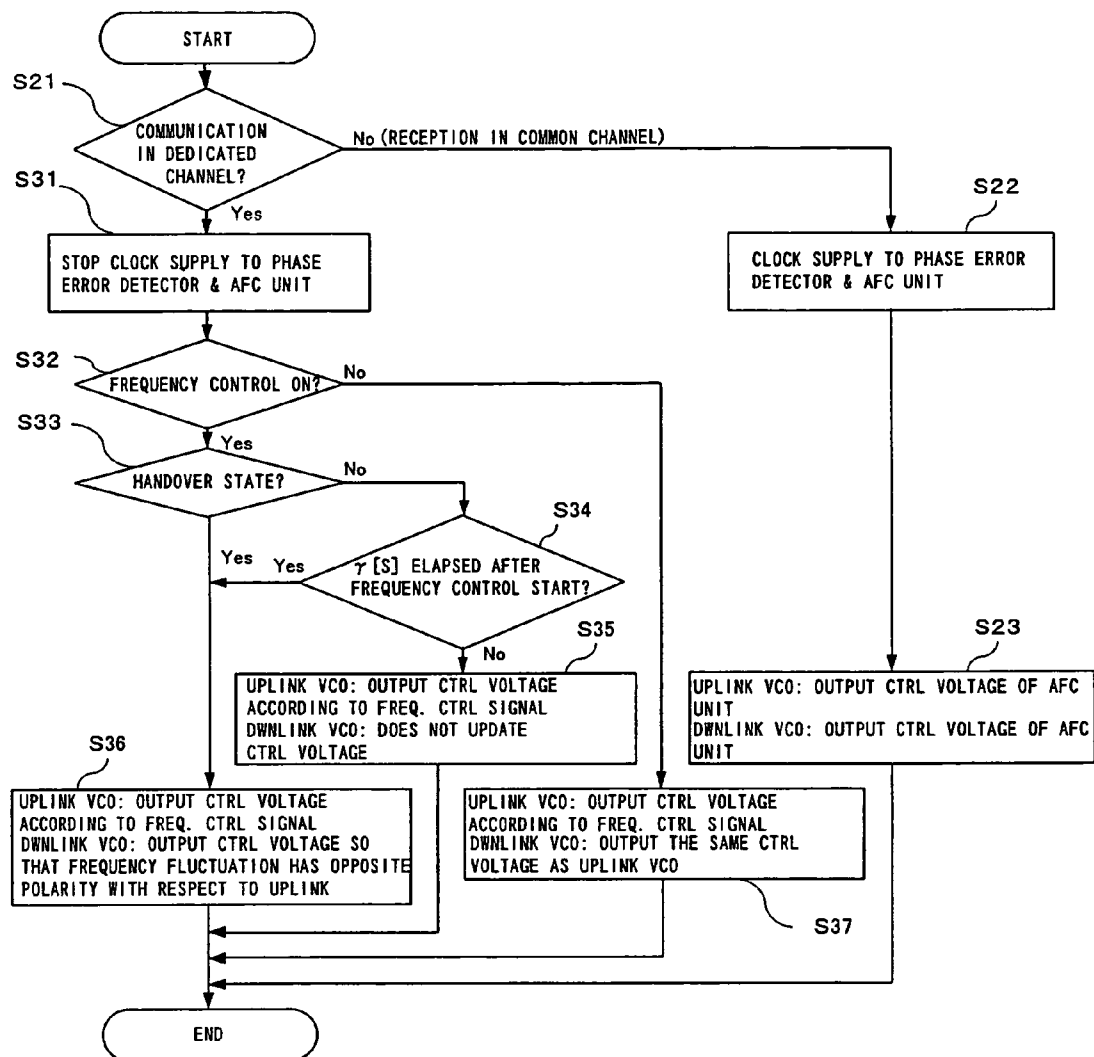 START
S21
COMMUNICATION
IN DEDICATED
CHANNEL?
No (RECEPTION IN COMMON CHANNEL)
Yes
S31
STOP CLOCK SUPPLY TO PHASE
ERROR DETECTOR & AFC UNIT
S22
CLOCK SUPPLY TO PHASE ERROR
DETECTOR & AFC UNIT
S32
FREQUENCY CONTROL ON?
No
Yes
S33
HANDOVER STATE?
No
Yes
S34
γ [S] ELAPSED AFTER
FREQUENCY CONTROL START?
Yes
No
S35
UPLINK VCO: OUTPUT CTRL VOLTAGE
ACCORDING TO FREQ. CTRL SIGNAL
DWNLINK VCO: DOES NOT UPDATE
CTRL VOLTAGE
S23
UPLINK VCO: OUTPUT CTRL VOLTAGE OF AFC
UNIT
DWNLINK VCO: OUTPUT CTRL VOLTAGE OF AFC
UNIT
S36
UPLINK VCO: OUTPUT CTRL VOLTAGE
ACCORDING TO FREQ. CTRL SIGNAL
DWNLINK VCO: OUTPUT CTRL VOLTAGE SO
THAT FREQUENCY FLUCTUATION HAS OPPOSITE
POLARITY WITH RESPECT TO UPLINK
UPLINK VCO: OUTPUT CTRL VOLTAGE
ACCORDING TO FREQ. CTRL SIGNAL
DWNLINK VCO: OUTPUT THE SAME CTRL
VOLTAGE AS UPLINK VCO
S37
END